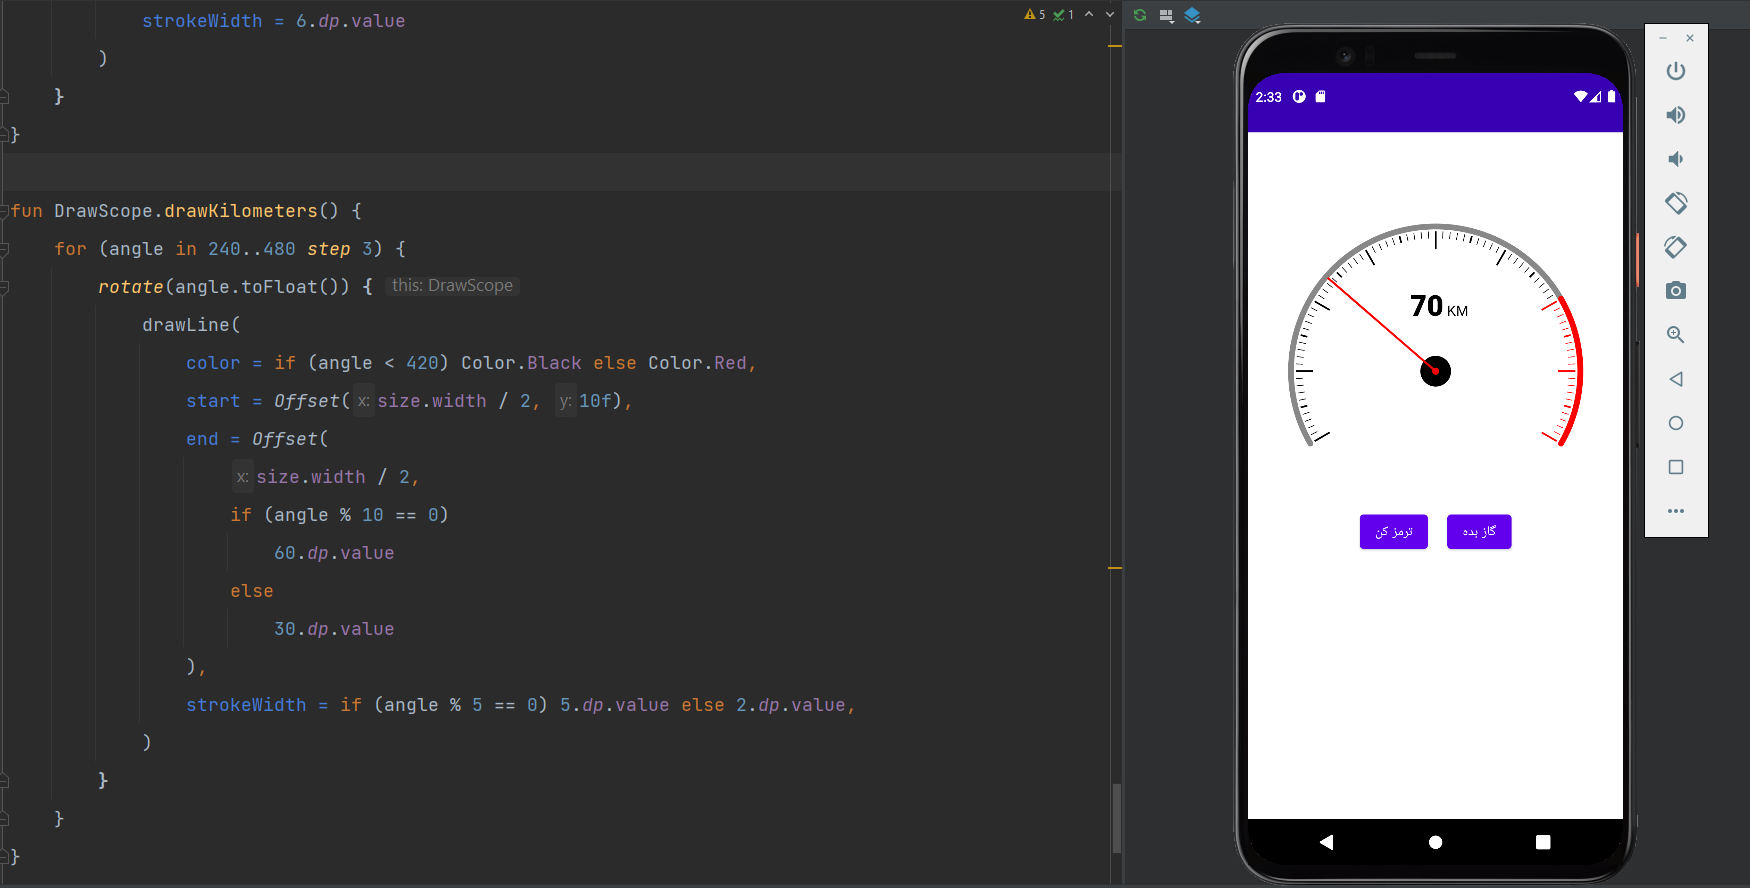 strokeWidth = 6.dp.value
)
}
}
fun DrawScope.drawKilometers() {
for (angle in 240..480 step 3) {
rotate(angle.toFloat()) { this: DrawScope
drawLine(
color = if (angle < 420) Color.Black else Color.Red,
start = Offset( x: size.width / 2, y: 10f),
end = Offset(
x: size.width / 2,
if (angle % 10 == 0)
60.dp.value
else
30.dp.value
),
strokeWidth = if (angle % 5 == 0) 5.dp.value else 2.dp.value,
)
}
}
}
5 1
2:33
70 KM
ترمز کن
گاز بده